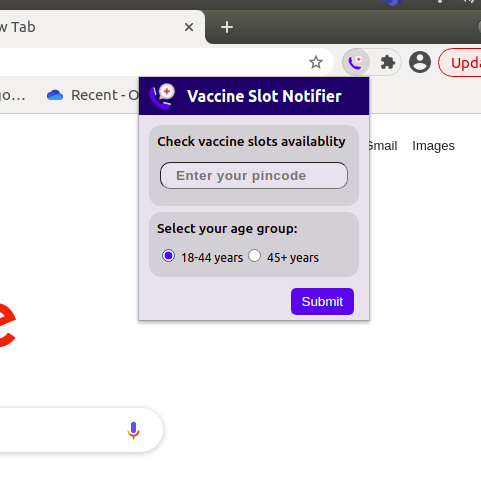 w Tab
Upda
go…
Recent - O
Vaccine Slot Notifier
Gmail
Images
Check vaccine slots availablity
Enter your pincode
Select your age group:
18-44 years
45+ years
Submit
e